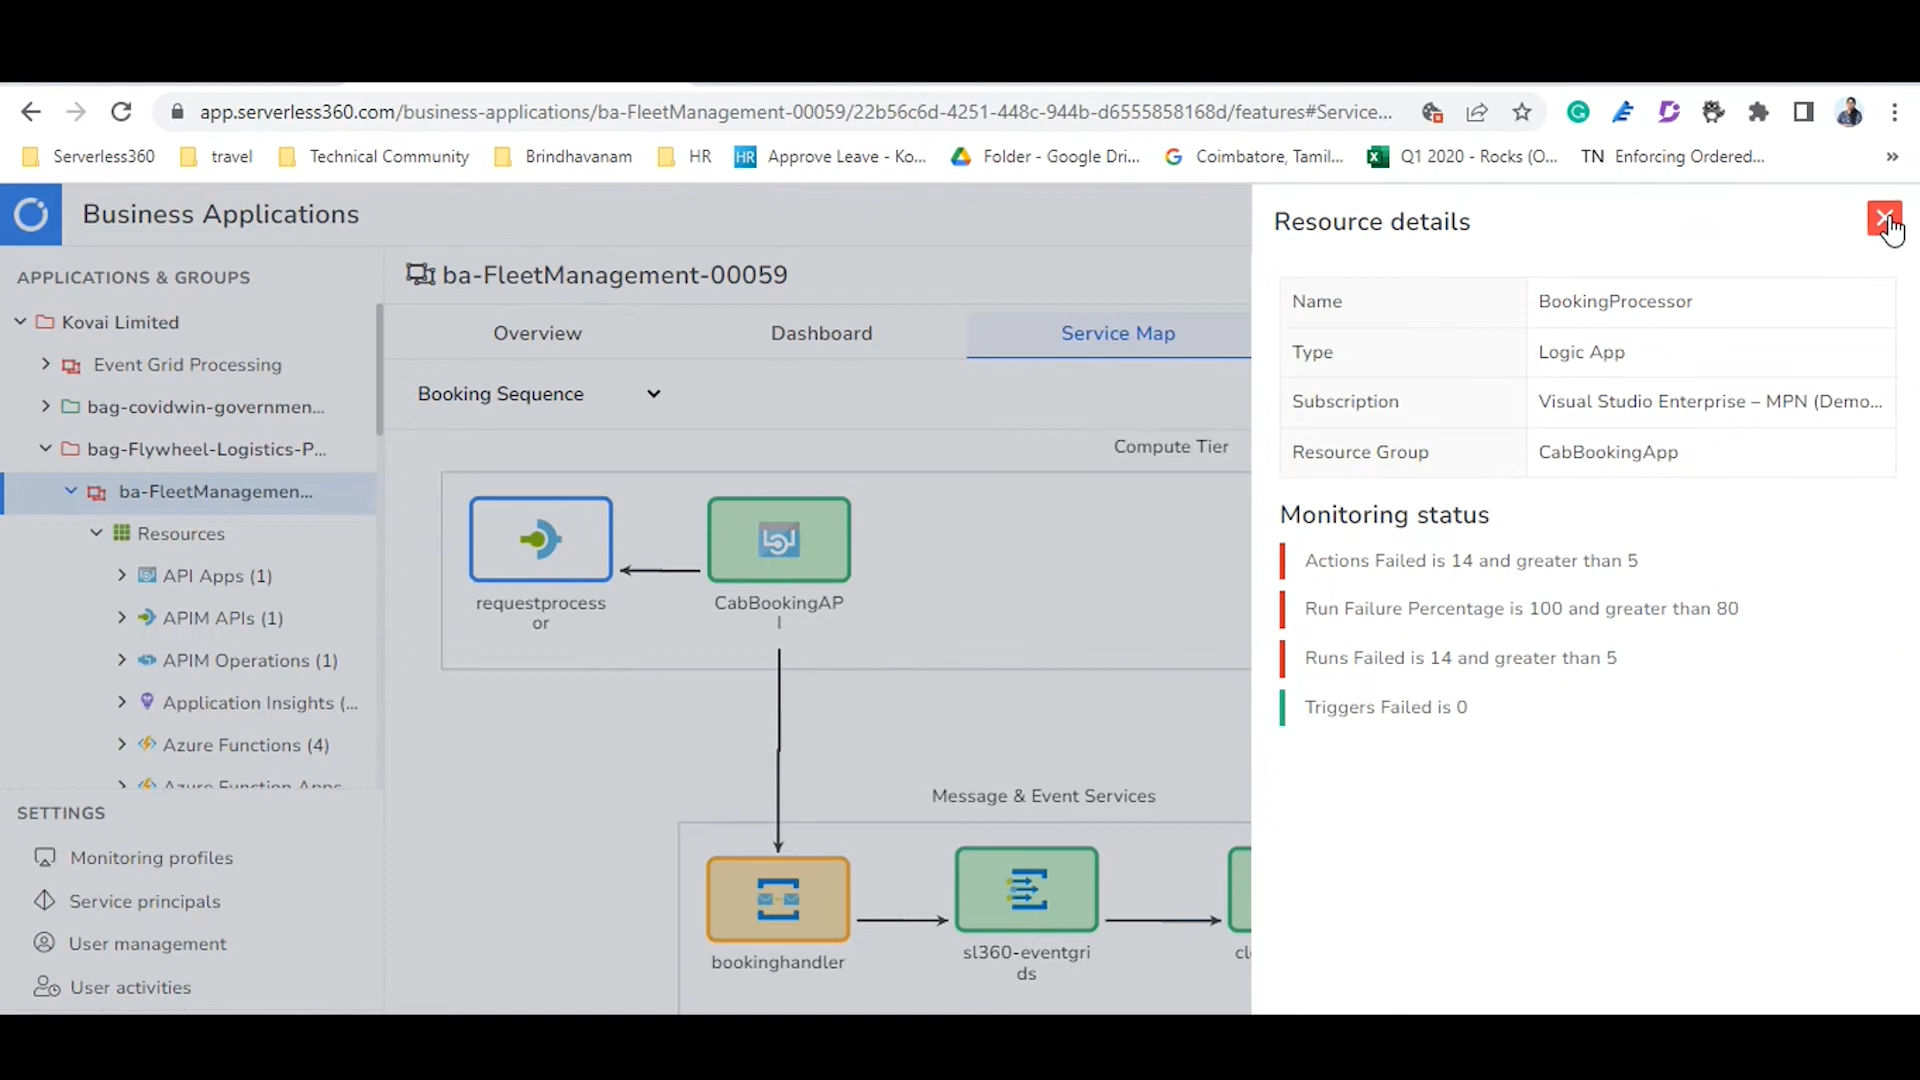 app.serverless360.com/business-applications/ba-FleetManagement-00059/22b56c6d-4251-448c-944b-d6555858168d/features#Service...
Serverless360 travel Technical Community Brindhavanam HR HR Approve Leave - Ko... Folder - Google Dri... Coimbatore, Tamil... Q1 2020 - Rocks (O... TN Enforcing Ordered... »
Business Applications
APPLICATIONS & GROUPS
Kovai Limited
Event Grid Processing
bag-covidwin-governmen...
bag-Flywheel-Logistics-P...
ba-FleetManagemen...
Resources
API Apps (1)
APIM APIs (1)
APIM Operations (1)
Application Insights (...
Azure Functions (4)
Azure Function Apps
SETTINGS
Monitoring profiles
Service principals
User management
User activities
ba-FleetManagement-00059
Overview Dashboard Service Map
Booking Sequence
Compute Tier
requestprocess
or
CabBookingAP
I
Message & Event Services
bookinghandler
sl360-eventgri
ds
Resource details
Name BookingProcessor
Type Logic App
Subscription Visual Studio Enterprise – MPN (Demo...
Resource Group CabBookingApp
Monitoring status
Actions Failed is 14 and greater than 5
Run Failure Percentage is 100 and greater than 80
Runs Failed is 14 and greater than 5
Triggers Failed is 0